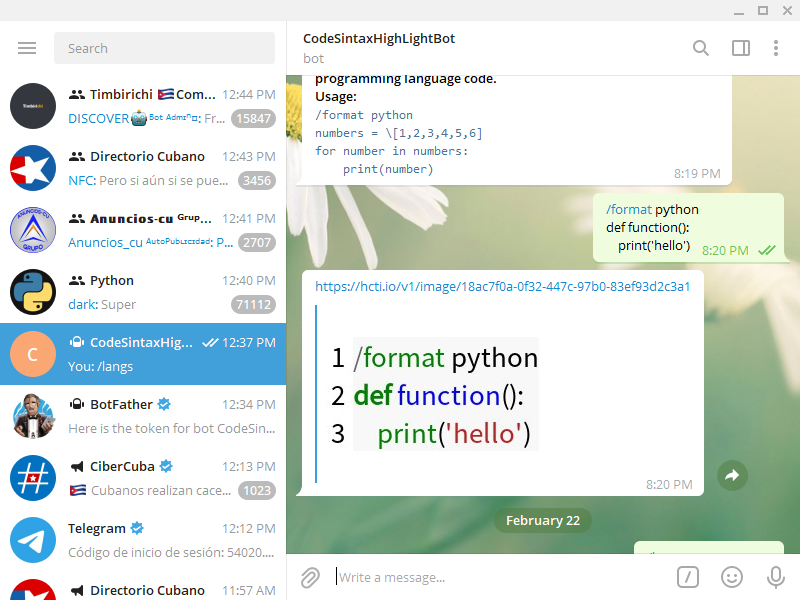 Search
Timbirichi 🇨🇺Com... 12:44 PM
DISCOVER🤖ᴮᵒᵗ ᴬᵈᵐᶦⁿ: Fr... 15847
Directorio Cubano 12:43 PM
NFC: Pero si aún si se pue... 3456
Anuncios-cu ᴳʳᵘᵖ... 12:41 PM
Anuncios_cu AutoPublicidad: P... 2707
Python 12:40 PM
dark: Super 71112
C
CodeSintaxHig... 12:37 PM
You: /langs
BotFather 12:34 PM
Here is the token for bot CodeSin...
CiberCuba 12:13 PM
🇨🇺 Cubanos realizan cace... 1023
Telegram 12:12 PM
Código de inicio de sesión: 54020....
Directorio Cubano 11:57 AM
CodeSintaxHighLightBot
bot
programming language code.
Usage:
/format python
numbers = \[1,2,3,4,5,6]
for number in numbers:
    print(number)
8:19 PM
/format python
def function():
   print('hello')
8:20 PM
https://hcti.io/v1/image/18ac7f0a-0f32-447c-97b0-83ef93d2c3a1
1 /format python
2 def function():
3    print('hello')
8:20 PM
February 22
Write a message...